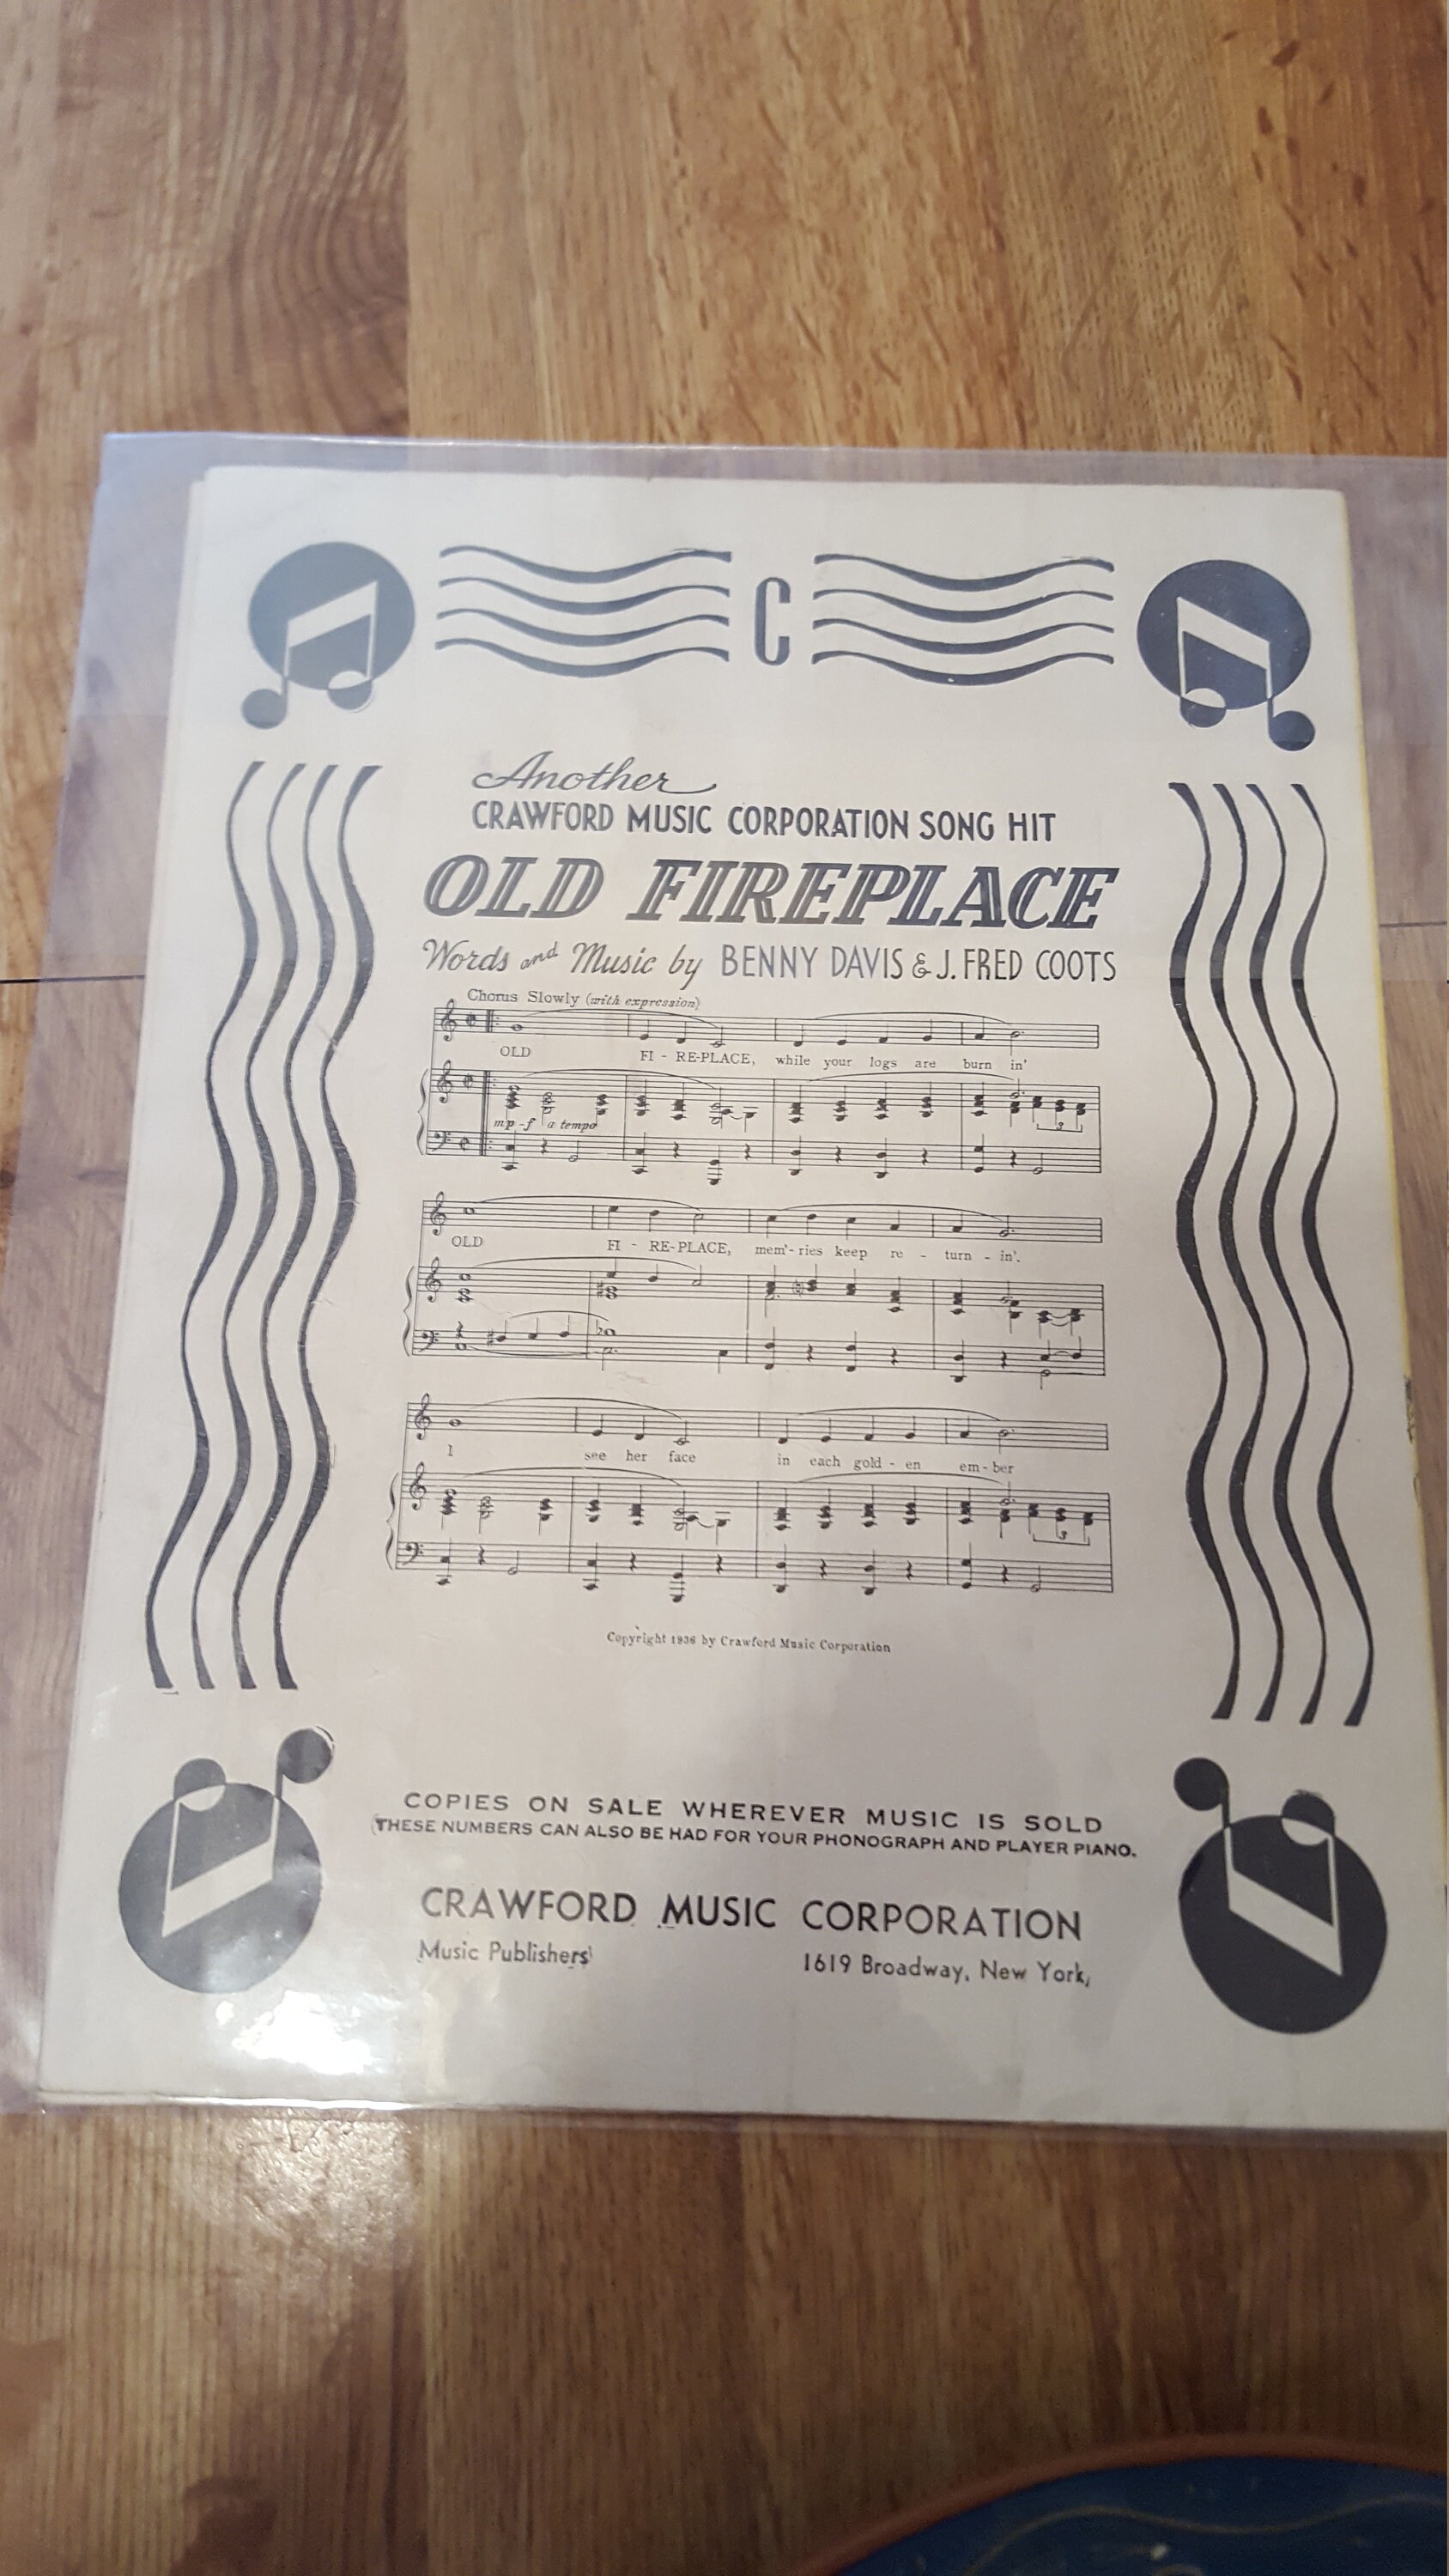 C
Another
CRAWFORD MUSIC CORPORATION SONG HIT
OLD FIREPLACE
Words and Music by BENNY DAVIS & J. FRED COOTS
Chorus Slowly (with expression)
OLD FI - RE-PLACE, while your logs are burn in'
mp-f a tempo
3
OLD FI - RE-PLACE, mem'-ries keep re - turn - in'.
I see her face in each gold - en em - ber
3
Copyright 1936 by Crawford Music Corporation
COPIES ON SALE WHEREVER MUSIC IS SOLD
(THESE NUMBERS CAN ALSO BE HAD FOR YOUR PHONOGRAPH AND PLAYER PIANO.
CRAWFORD MUSIC CORPORATION
Music Publishers 1619 Broadway, New York,